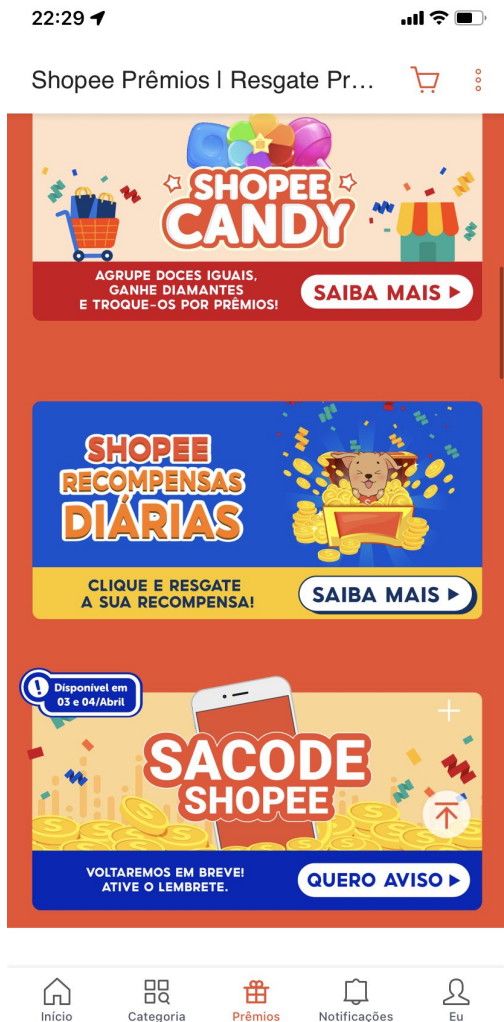 22:29
Shopee Prêmios | Resgate Pr...
SHOPEE
CANDY
AGRUPE DOCES IGUAIS,
GANHE DIAMANTES
E TROQUE-OS POR PRÊMIOS!
SAIBA MAIS
SHOPEE
RECOMPENSAS
DIÁRIAS
CLIQUE E RESGATE
A SUA RECOMPENSA!
SAIBA MAIS
Disponível em
03 e 04/Abril
SACODE
SHOPEE
VOLTAREMOS EM BREVE!
ATIVE O LEMBRETE.
QUERO AVISO
Início
Categoria
Prêmios
Notificações
Eu